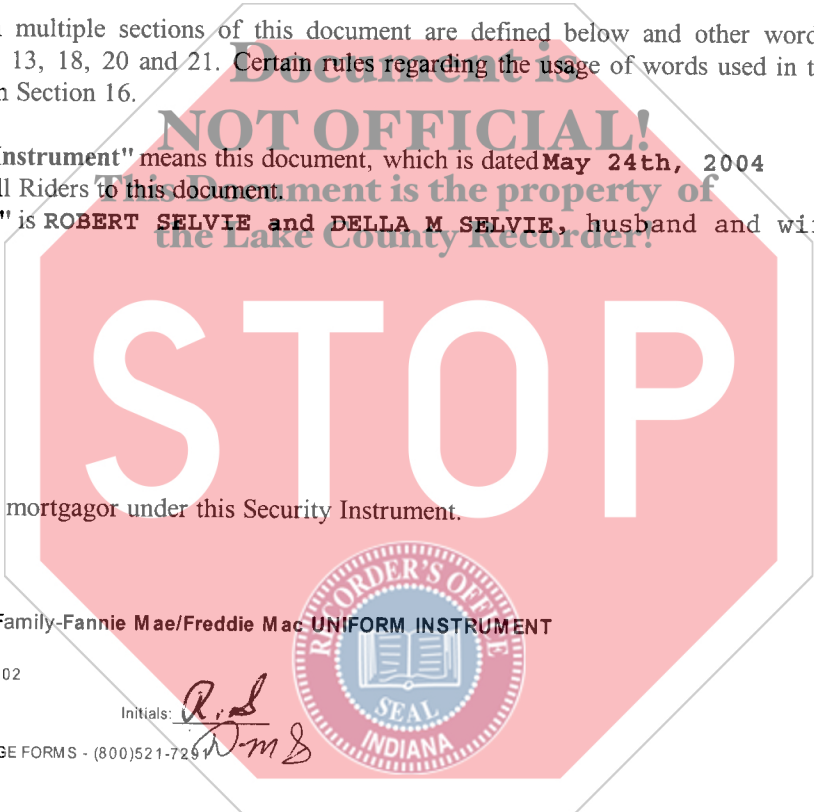 multiple sections of this document are defined below and other word
13, 18, 20 and 21. Certain rules regarding the usage of words used in t
n Section 16.
Document is
NOT OFFICIAL!
This Document is the property of
the Lake County Recorder!
Instrument" means this document, which is dated May 24th, 2004
ll Riders to this document.
" is ROBERT SELVIE and DELLA M SELVIE, husband and wi
STOP
mortgagor under this Security Instrument.
Family-Fannie Mae/Freddie Mac UNIFORM INSTRUMENT
02
Initials: R.S
D-m S
GE FORMS - (800)521-7291
RECORDER'S OFFICE
SEAL
INDIANA